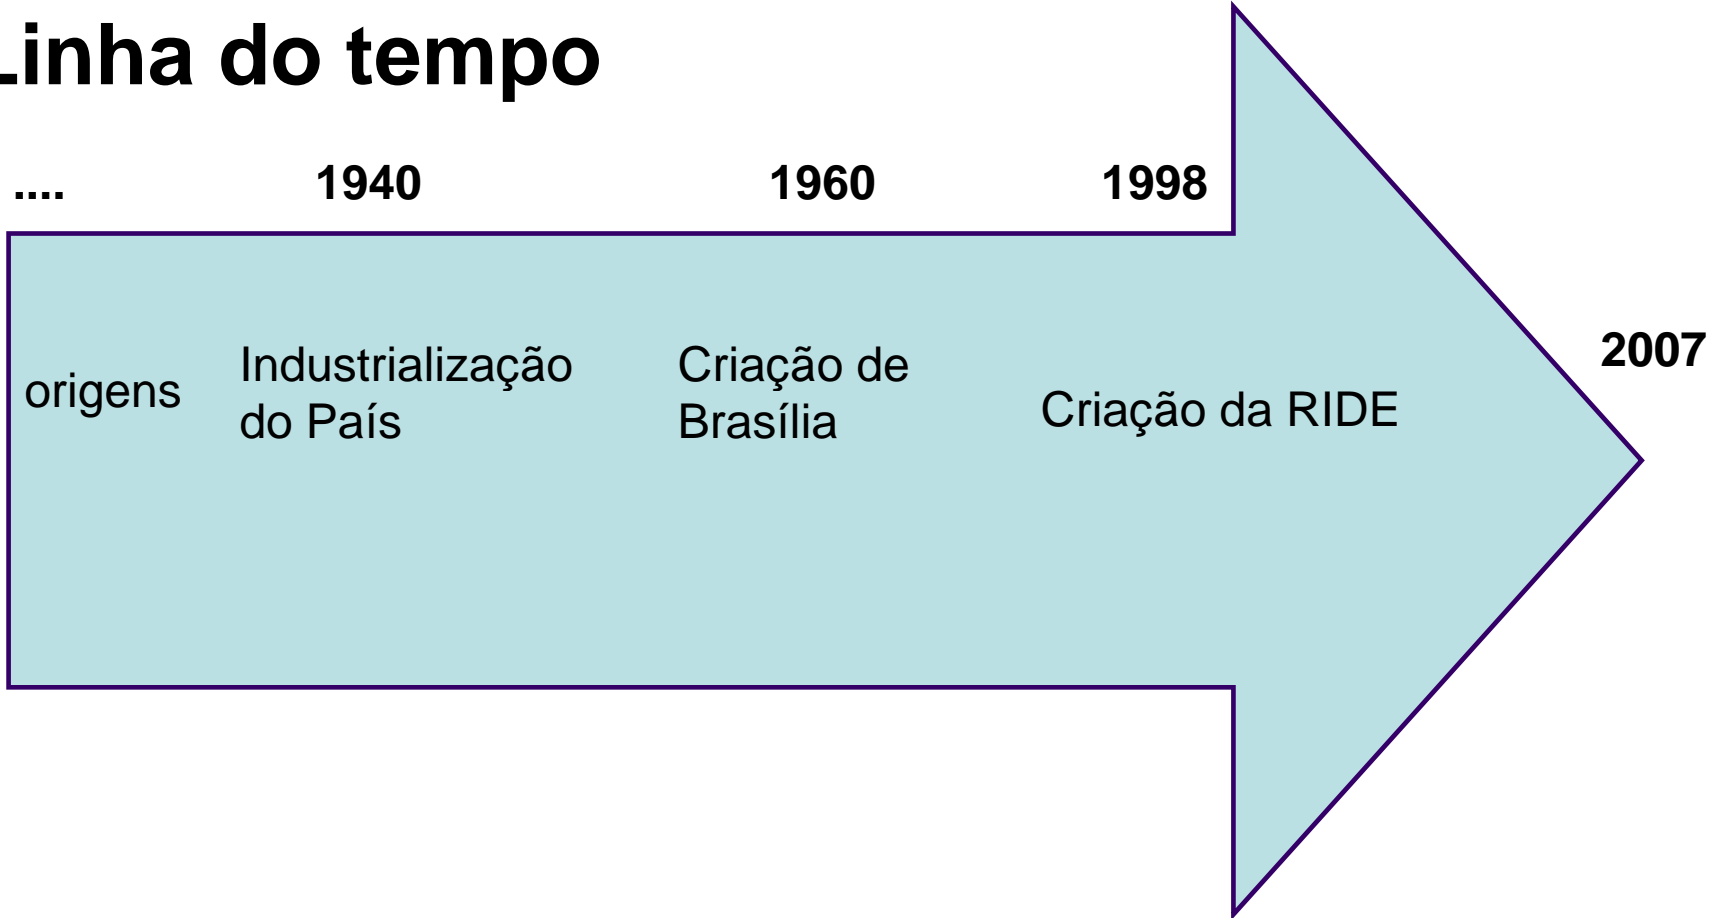 Linha do tempo
.... 1940 1960 1998
2007
origens
Industrialização
do País
Criação de
Brasília
Criação da RIDE